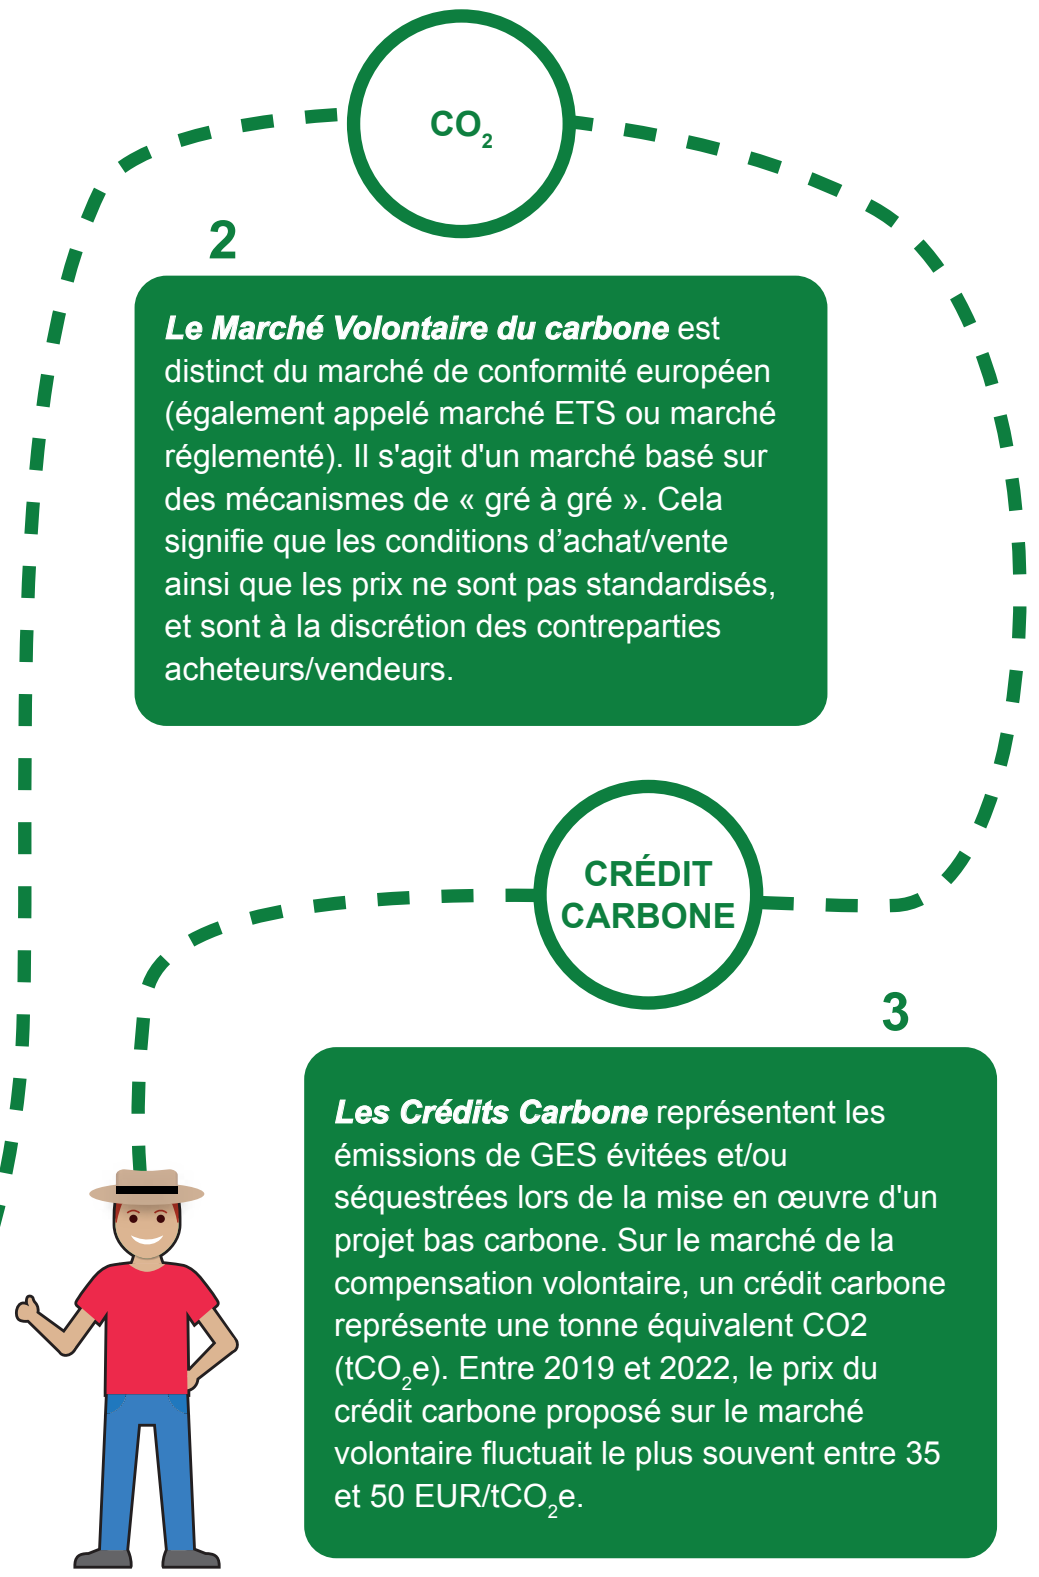 CO₂
2
Le Marché Volontaire du carbone est
distinct du marché de conformité européen
(également appelé marché ETS ou marché
réglementé). Il s'agit d'un marché basé sur
des mécanismes de « gré à gré ». Cela
signifie que les conditions d’achat/vente
ainsi que les prix ne sont pas standardisés,
et sont à la discrétion des contreparties
acheteurs/vendeurs.
CRÉDIT
CARBONE
3
Les Crédits Carbone représentent les
émissions de GES évitées et/ou
séquestrées lors de la mise en œuvre d'un
projet bas carbone. Sur le marché de la
compensation volontaire, un crédit carbone
représente une tonne équivalent CO2
(tCO₂e). Entre 2019 et 2022, le prix du
crédit carbone proposé sur le marché
volontaire fluctuait le plus souvent entre 35
et 50 EUR/tCO₂e.